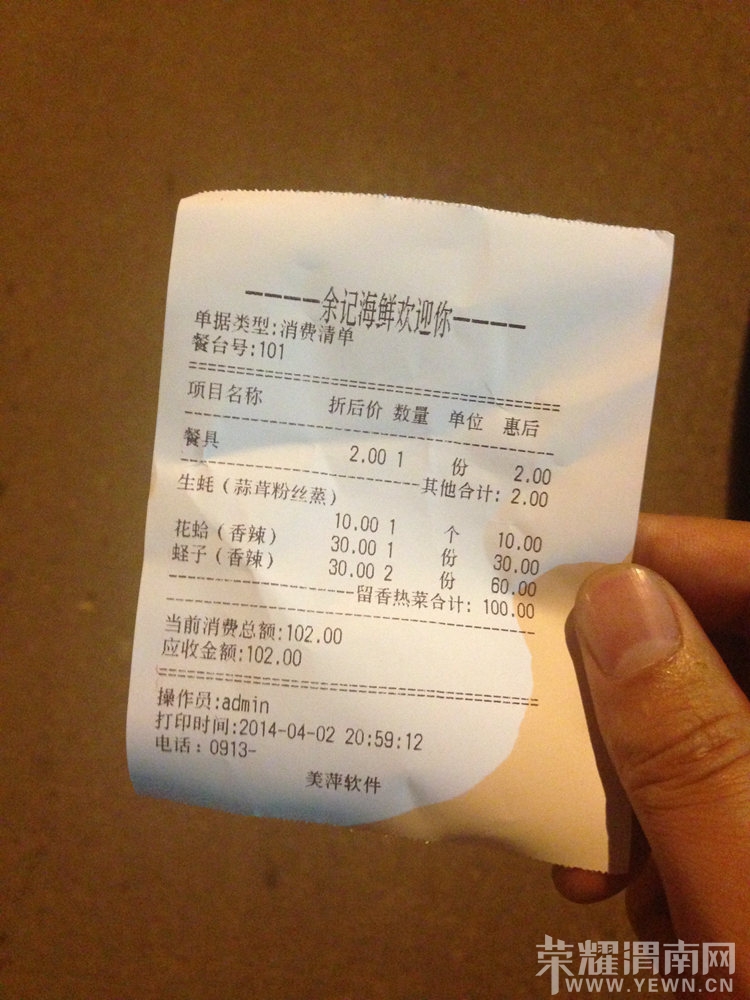 ----余记海鲜欢迎你----
单据类型:消费清单
餐台号:101
项目名称 折后价 数量 单位 惠后
餐具
2.00 1 份 2.00
其他合计: 2.00
生蚝(蒜茸粉丝蒸)
10.00 1 个 10.00
花蛤(香辣) 30.00 1 份 30.00
蛏子(香辣) 30.00 2 份 60.00
留香热菜合计: 100.00
当前消费总额:102.00
应收金额:102.00
操作员:admin
打印时间:2014-04-02 20:59:12
电话: 0913-
美萍软件
荣耀渭南网
WWW.YEWN.CN